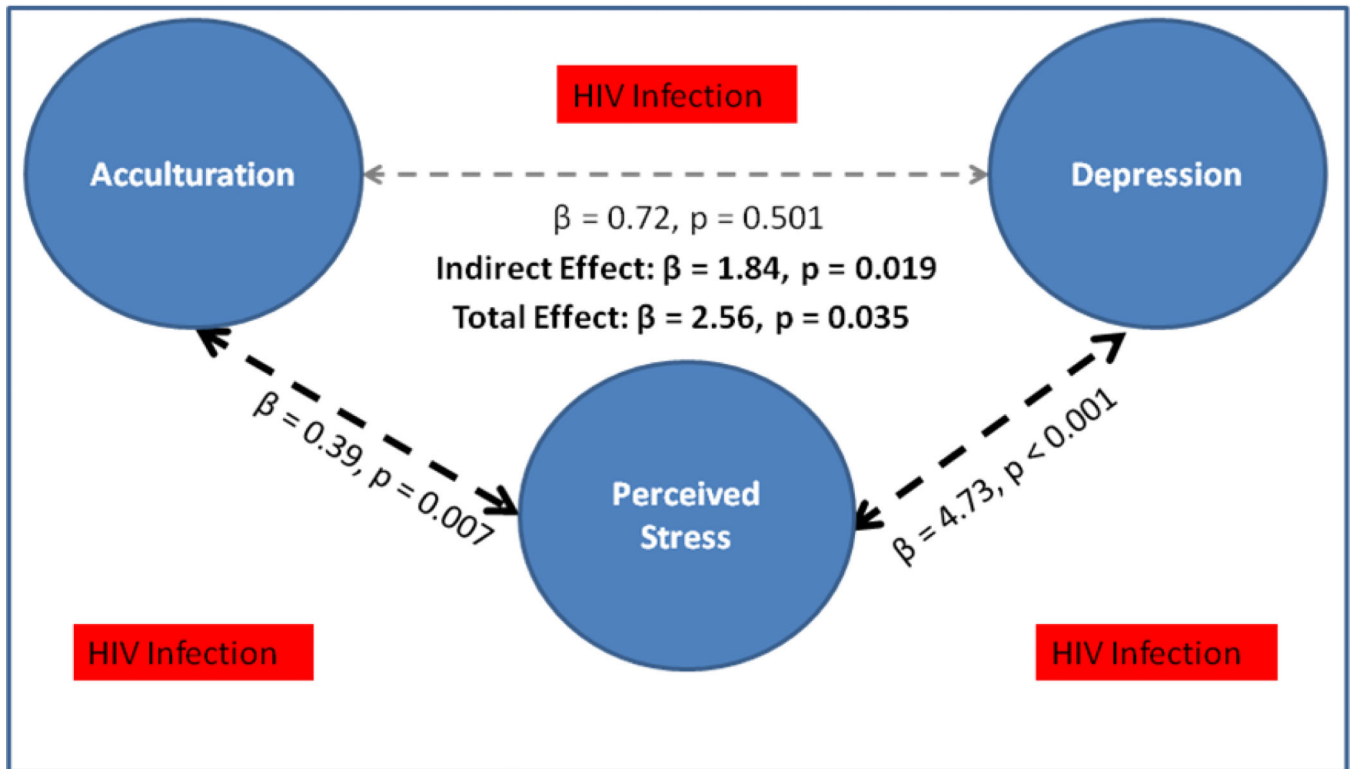 HIV Infection
Acculturation
Depression
β = 0.72, p = 0.501
Indirect Effect: β = 1.84, p = 0.019
Total Effect: β = 2.56, p = 0.035
β = 0.39, p = 0.007
β = 4.73, p < 0.001
Perceived
Stress
HIV Infection
HIV Infection